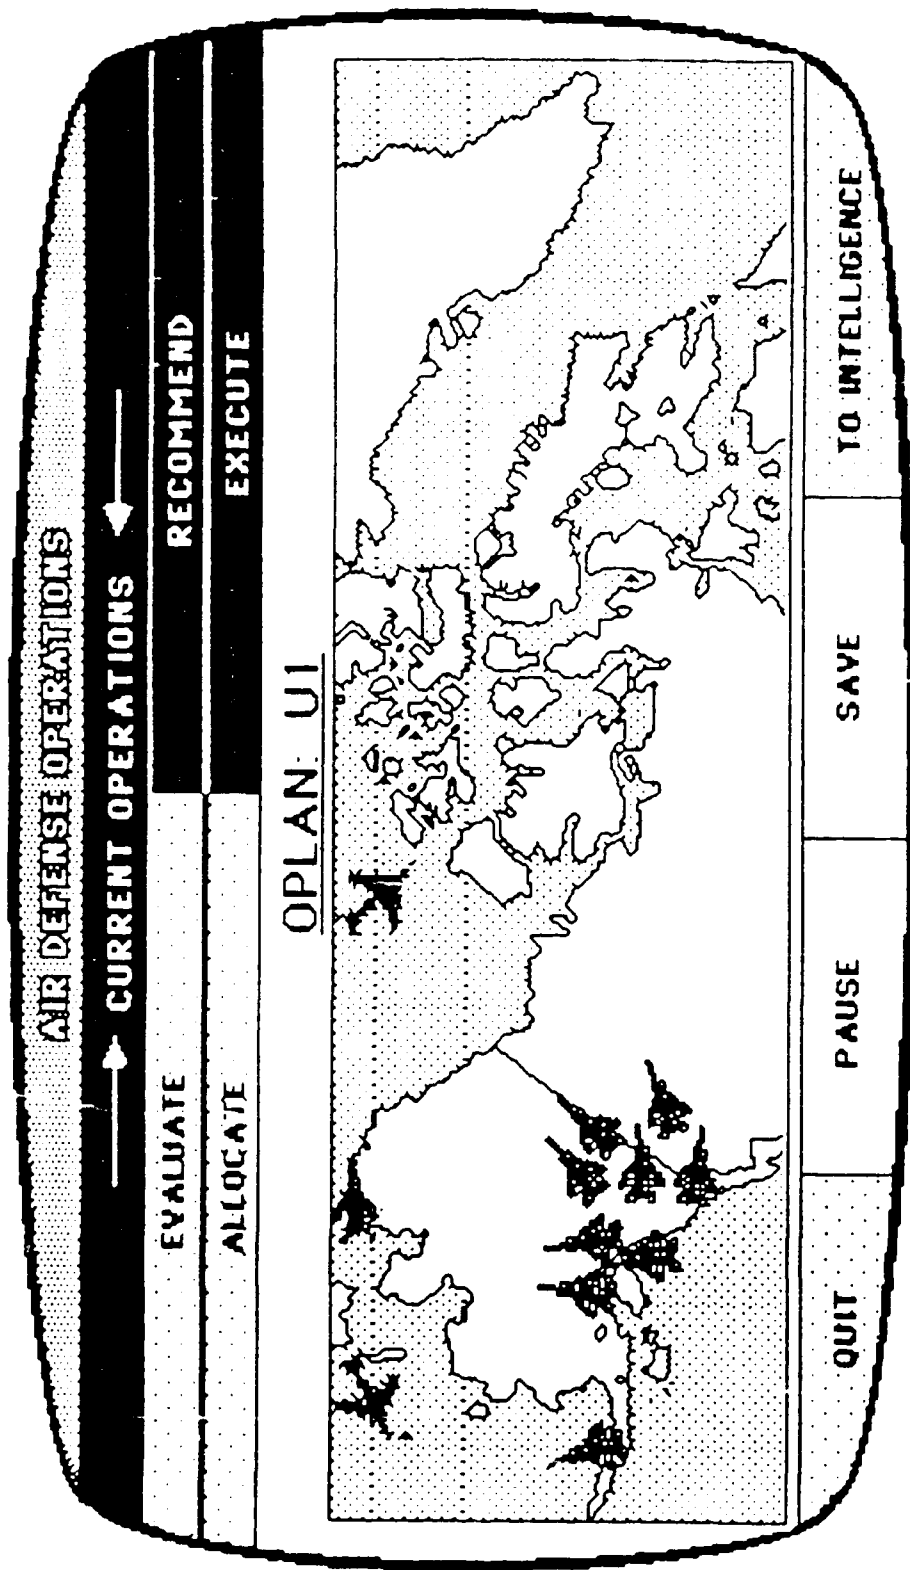 AIR DEFENSE OPERATIONS
CURRENT OPERATIONS
EVALUATE RECOMMEND
ALLOCATE EXECUTE
OPLAN: U1
QUIT PAUSE SAVE TO INTELLIGENCE